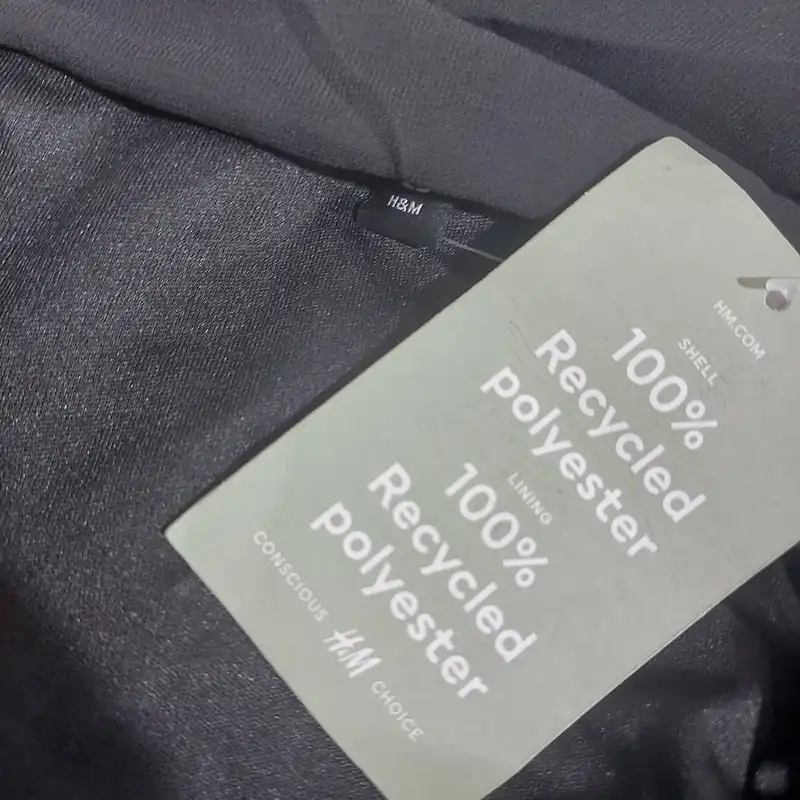 H&M
HM.COM
SHELL
100%
Recycled
polyester
LINING
100%
Recycled
polyester
CONSCIOUS H&M CHOICE